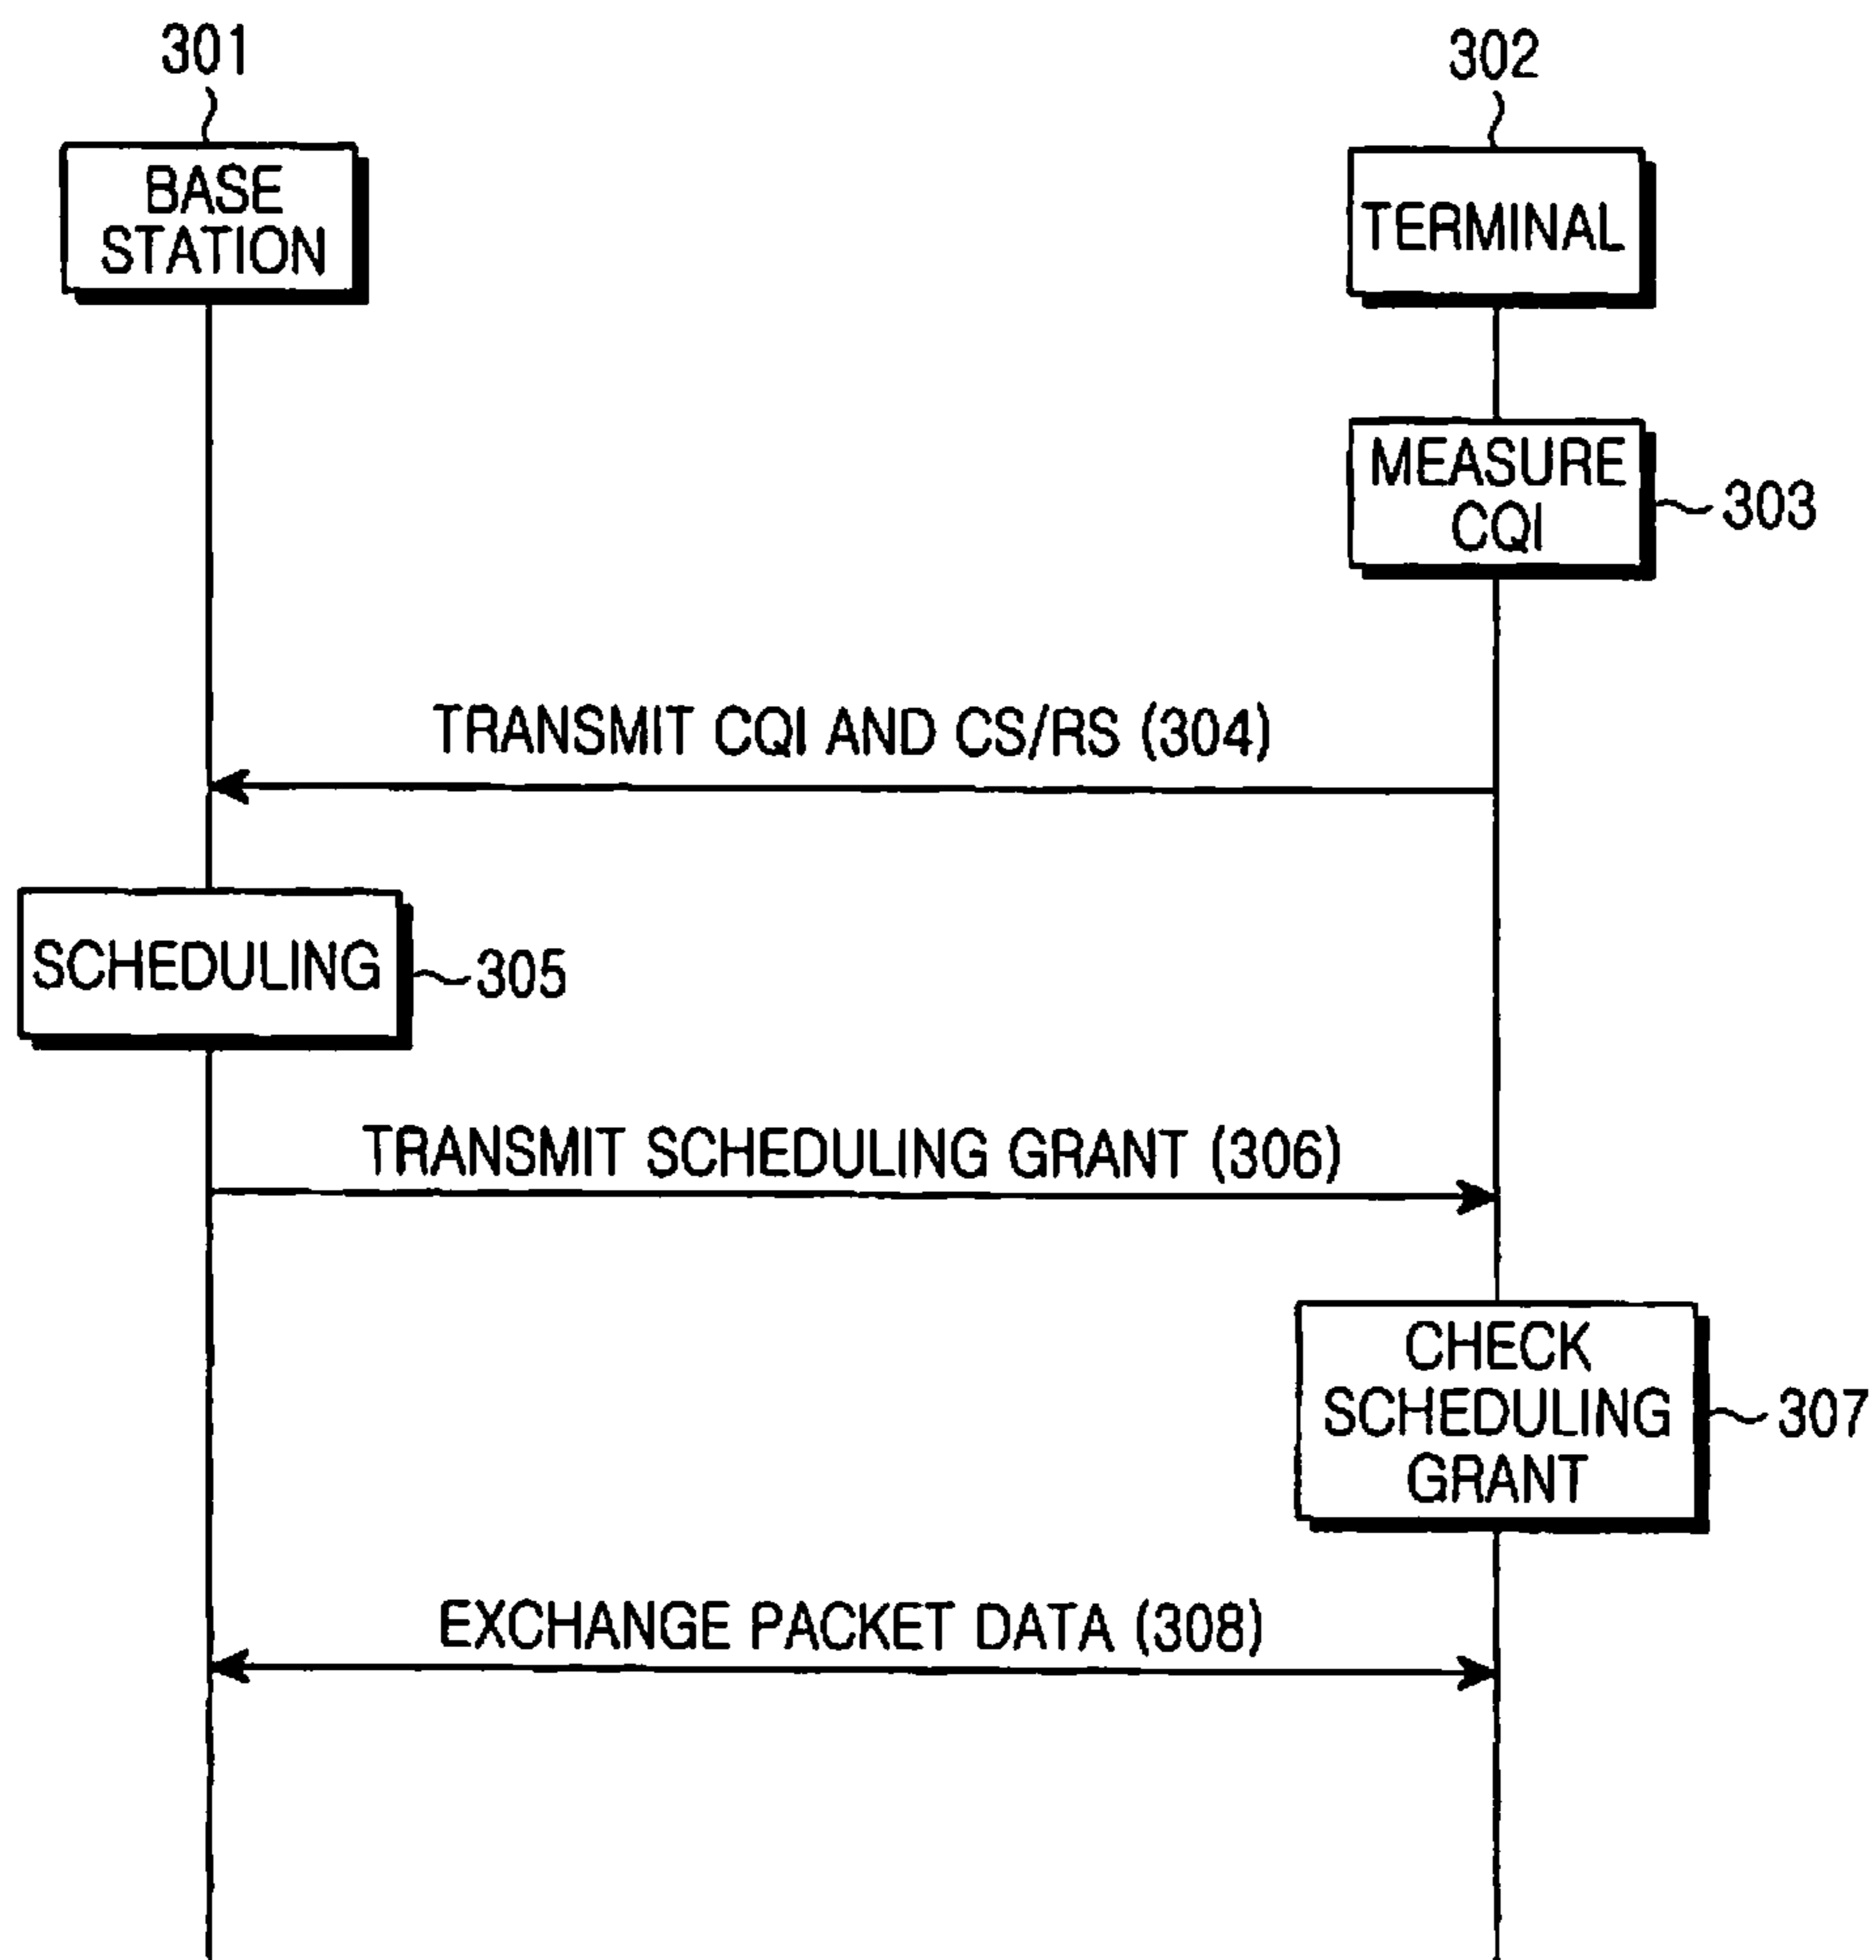 301
302
BASE
STATION
TERMINAL
MEASURE
CQI
303
TRANSMIT CQI AND CS/RS (304)
SCHEDULING
305
TRANSMIT SCHEDULING GRANT (306)
CHECK
SCHEDULING
GRANT
307
EXCHANGE PACKET DATA (308)